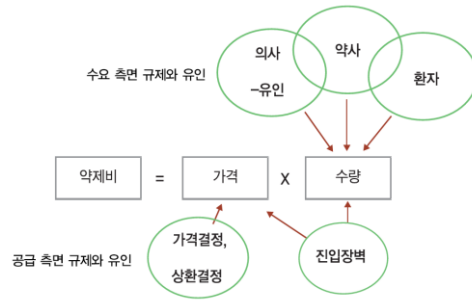 수요 측면 규제와 유인
의사
–유인
약사
환자
약제비 = 가격 X 수량
공급 측면 규제와 유인
가격결정,
상환결정
진입장벽